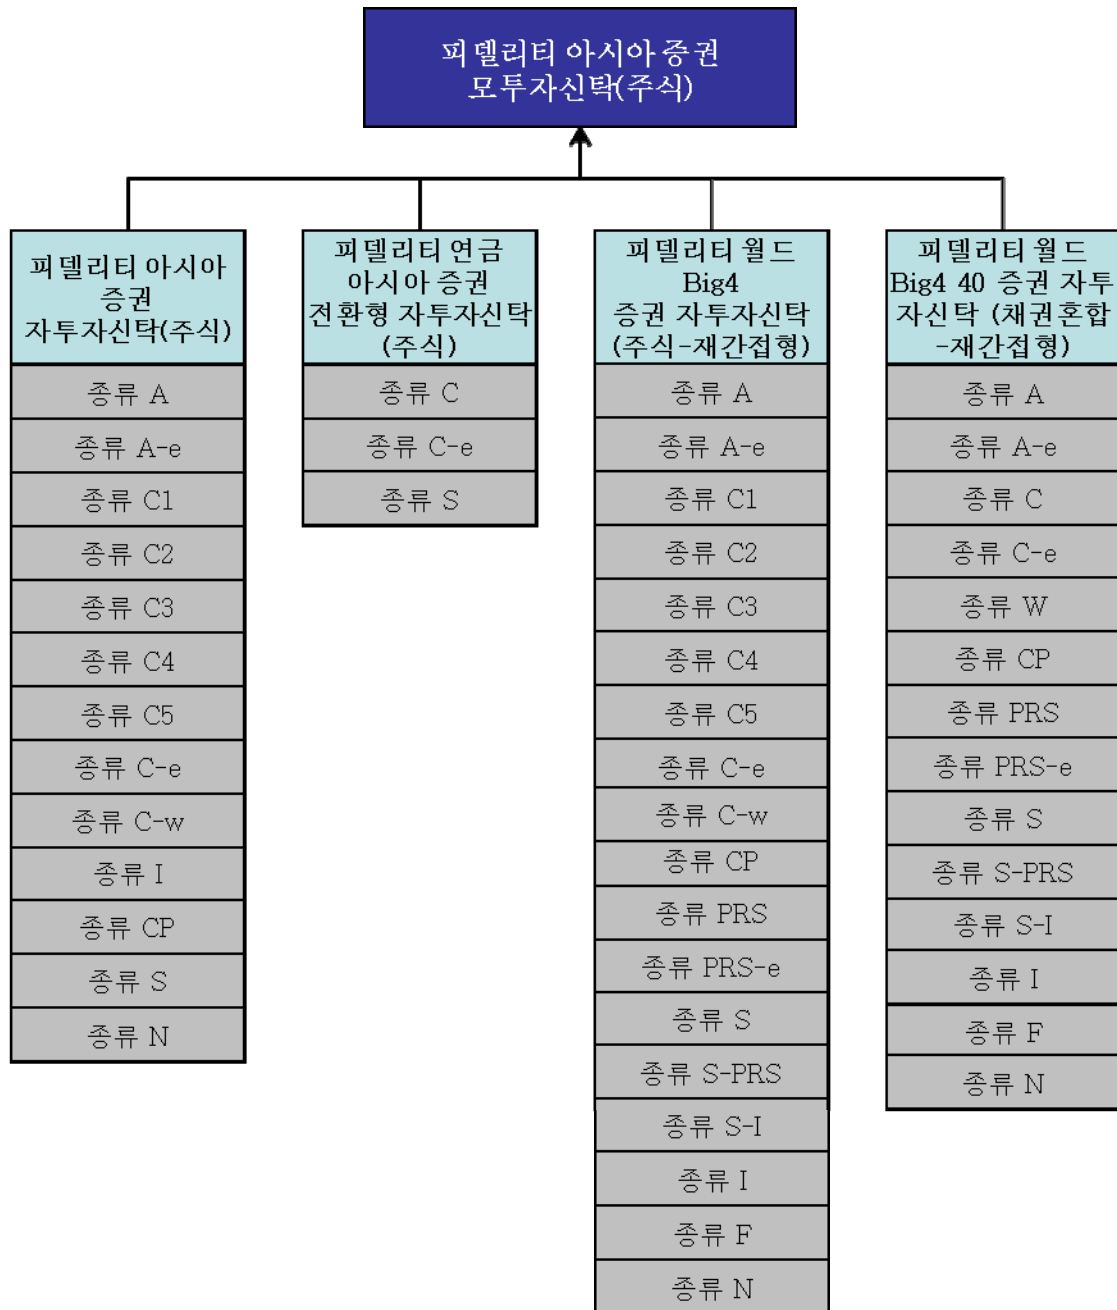 피델리티 아시아 증권
모투자신탁(주식)
피델리티 아시아
증권
자투자신탁(주식)
종류 A
종류 A-e
종류 C1
종류 C2
종류 C3
종류 C4
종류 C5
종류 C-e
종류 C-w
종류 I
종류 CP
종류 S
종류 N
피델리티 연금
아시아 증권
전환형 자투자신탁
(주식)
종류 C
종류 C-e
종류 S
피델리티 월드
Big4
증권 자투자신탁
(주식-재간접형)
종류 A
종류 A-e
종류 C1
종류 C2
종류 C3
종류 C4
종류 C5
종류 C-e
종류 C-w
종류 CP
종류 PRS
종류 PRS-e
종류 S
종류 S-PRS
종류 S-I
종류 I
종류 F
종류 N
피델리티 월드
Big4 40 증권 자투
자신탁 (채권혼합
-재간접형)
종류 A
종류 A-e
종류 C
종류 C-e
종류 W
종류 CP
종류 PRS
종류 PRS-e
종류 S
종류 S-PRS
종류 S-I
종류 I
종류 F
종류 N